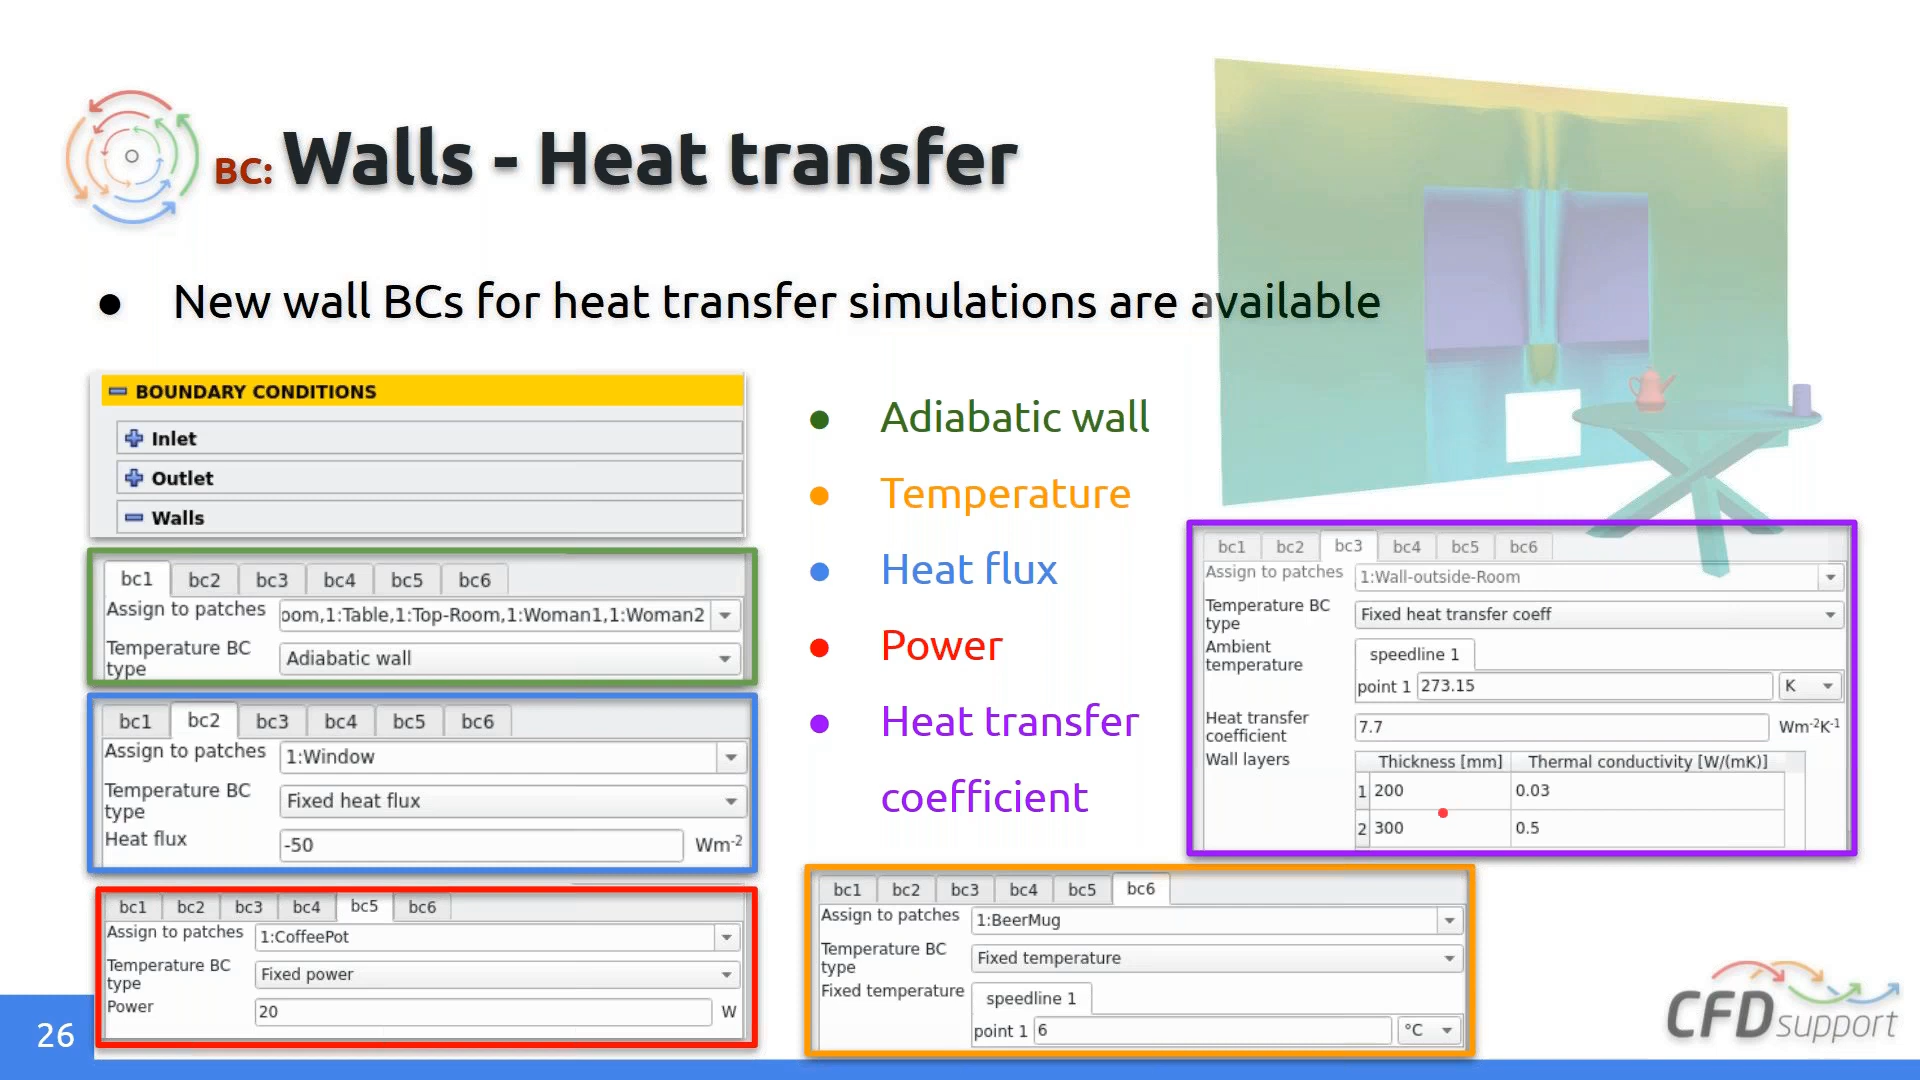 BC: Walls - Heat transfer
● New wall BCs for heat transfer simulations are available
BOUNDARY CONDITIONS
Inlet
Outlet
Walls
bc1 bc2 bc3 bc4 bc5 bc6
Assign to patches oom,1:Table,1:Top-Room,1:Woman1,1:Woman2
Temperature BC type Adiabatic wall
bc1 bc2 bc3 bc4 bc5 bc6
Assign to patches 1:Window
Temperature BC type Fixed heat flux
Heat flux -50 Wm-2
bc1 bc2 bc3 bc4 bc5 bc6
Assign to patches 1:CoffeePot
Temperature BC type Fixed power
Power 20 W
● Adiabatic wall
● Temperature
● Heat flux
● Power
● Heat transfer
coefficient
bc1 bc2 bc3 bc4 bc5 bc6
Assign to patches 1:Wall-outside-Room
Temperature BC type Fixed heat transfer coeff
Ambient temperature speedline 1
point 1 273.15 K
Heat transfer coefficient 7.7 Wm-2K-1
Wall layers Thickness [mm] Thermal conductivity [W/(mK)]
1 200 0.03
2 300 0.5
bc1 bc2 bc3 bc4 bc5 bc6
Assign to patches 1:BeerMug
Temperature BC type Fixed temperature
Fixed temperature speedline 1
point 1 6 °C
26
CFDsupport